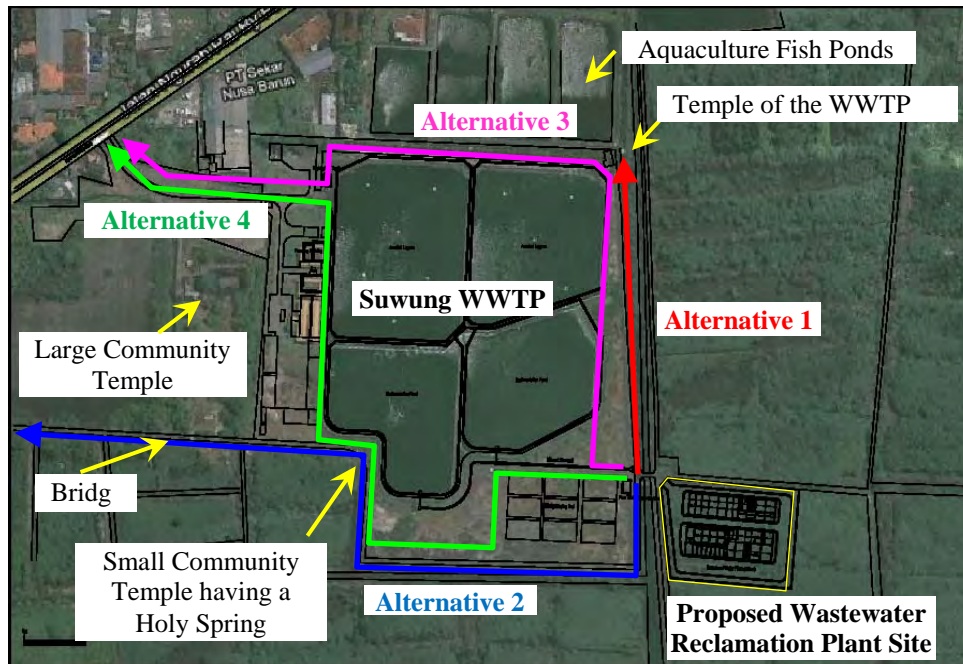 Aquaculture Fish Ponds
PT Sekar
Nusa Barun
Alternative 3
Temple of the WWTP
Alternative 4
Suwung WWTP
Alternative 1
Large Community
Temple
Bridg
Small Community
Temple having a
Holy Spring
Alternative 2
Proposed Wastewater
Reclamation Plant Site